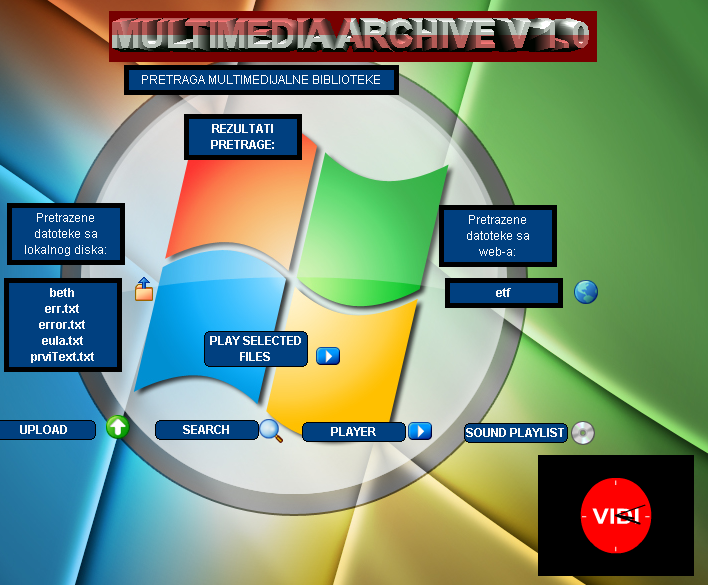 MULTIMEDIA ARCHIVE V 1.0
PRETRAGA MULTIMEDIJALNE BIBLIOTEKE
REZULTATI
PRETRAGE:
Pretrazene
datoteke sa
lokalnog diska:
Pretrazene
datoteke sa
web-a:
beth
err.txt
error.txt
eula.txt
prviText.txt
etf
PLAY SELECTED
FILES
UPLOAD
SEARCH
PLAYER
SOUND PLAYLIST
VIDI